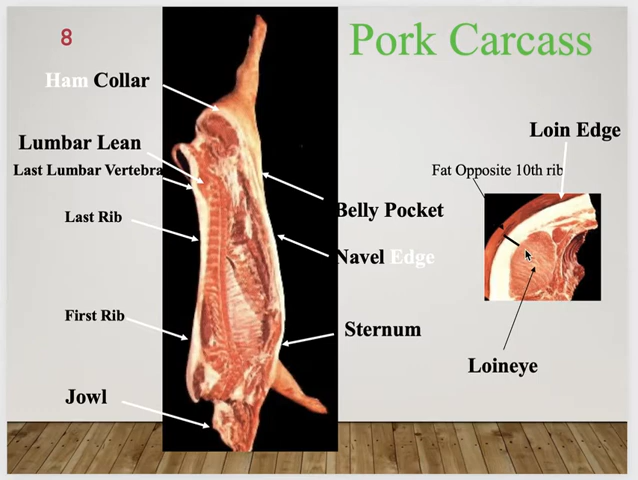 8
Pork Carcass
Ham Collar
Lumbar Lean
Last Lumbar Vertebra
Last Rib
First Rib
Jowl
Belly Pocket
Navel Edge
Sternum
Loin Edge
Fat Opposite 10th rib
Loineye